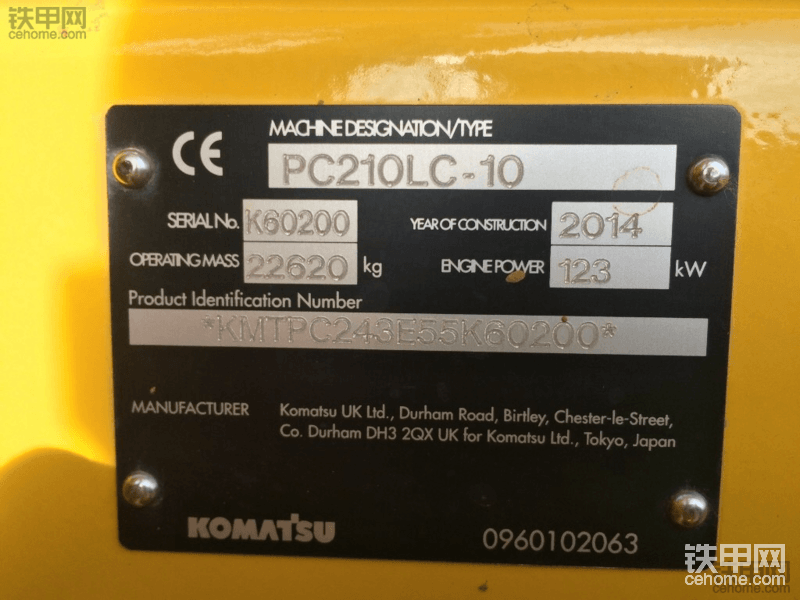 铁甲网
cehome.com
CE
MACHINE DESIGNATION/TYPE
PC210LC-10
SERIAL No. K60200
YEAR OF CONSTRUCTION 2014
OPERATING MASS 22620 kg
ENGINE POWER 123 kW
Product Identification Number
*KMTPC243E55K60200*
MANUFACTURER
Komatsu UK Ltd., Durham Road, Birtley, Chester-le-Street,
Co. Durham DH3 2QX UK for Komatsu Ltd., Tokyo, Japan
KOMATSU
0960102063
铁甲网
cehome.com